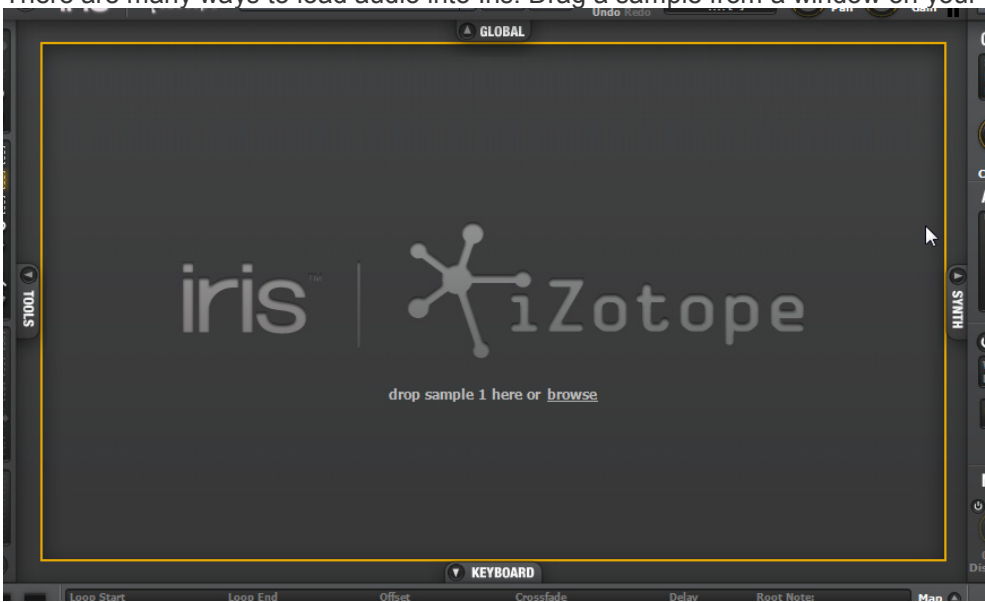 There are many ways to load audio into Iris. Drag a sample from a window on your
Undo Redo Pan Gain
GLOBAL
TOOLS
SYNTH
iris™ | iZotope
drop sample 1 here or browse
KEYBOARD
Loop Start Loop End Offset Crossfade Delay Root Note: Map